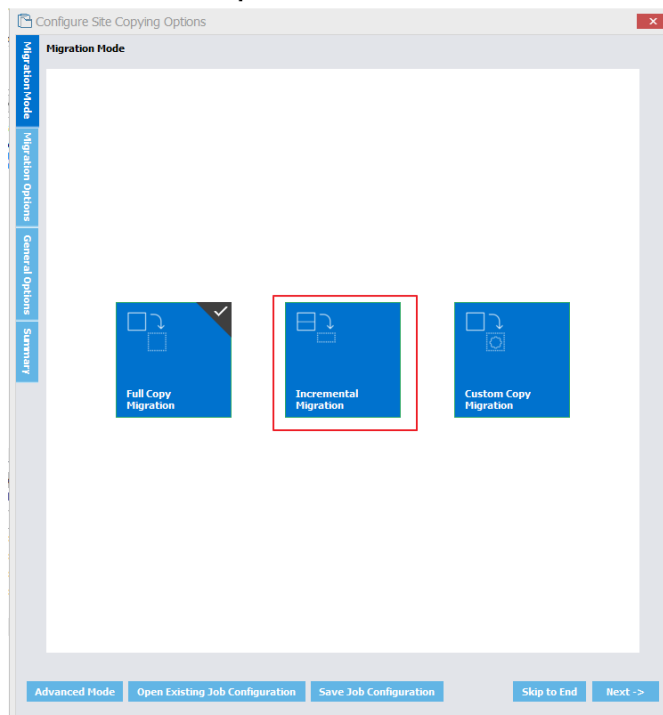 Configure Site Copying Options
Migration Mode
Migration Mode
Migration Options
General Options
Summary
Full Copy
Migration
Incremental
Migration
Custom Copy
Migration
Advanced Mode
Open Existing Job Configuration
Save Job Configuration
Skip to End
Next ->